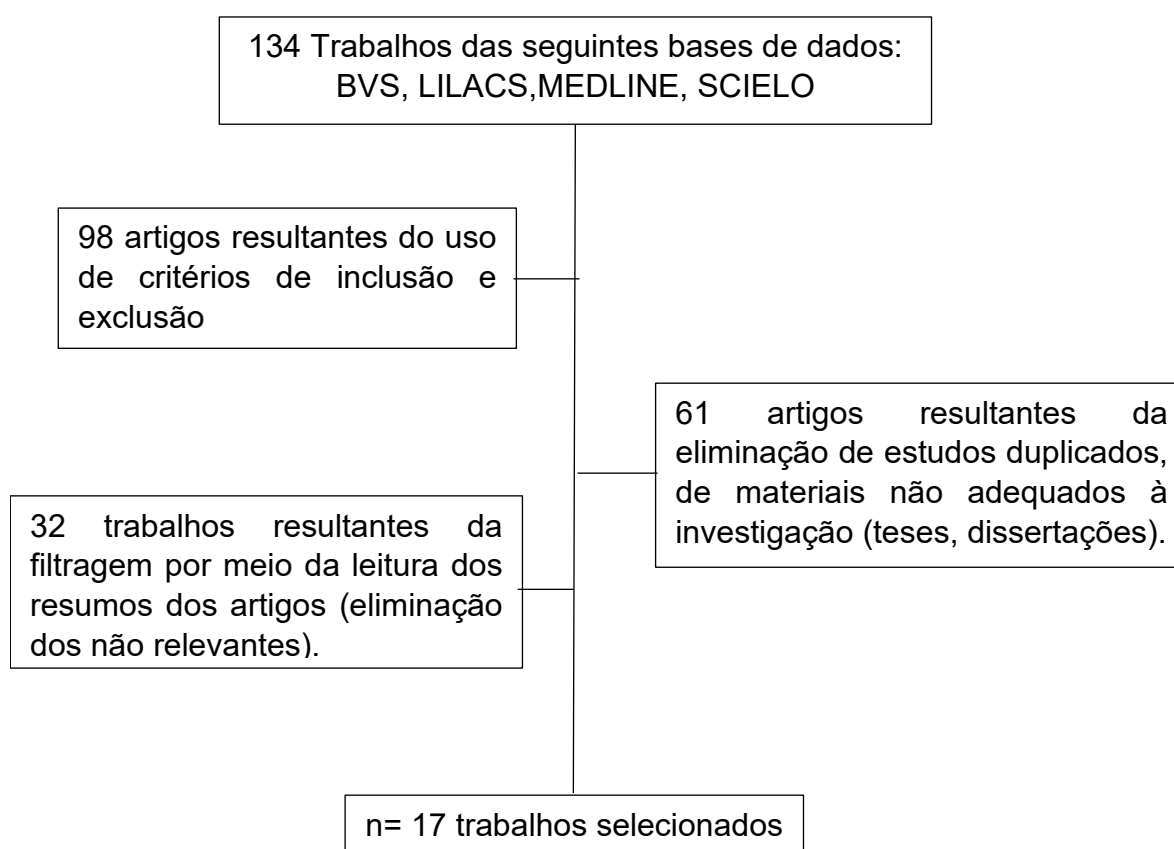 134 Trabalhos das seguintes bases de dados:
BVS, LILACS,MEDLINE, SCIELO
98 artigos resultantes do uso
de critérios de inclusão e
exclusão
61 artigos resultantes da
eliminação de estudos duplicados,
de materiais não adequados à
investigação (teses, dissertações).
32 trabalhos resultantes da
filtragem por meio da leitura dos
resumos dos artigos (eliminação
dos não relevantes).
n= 17 trabalhos selecionados